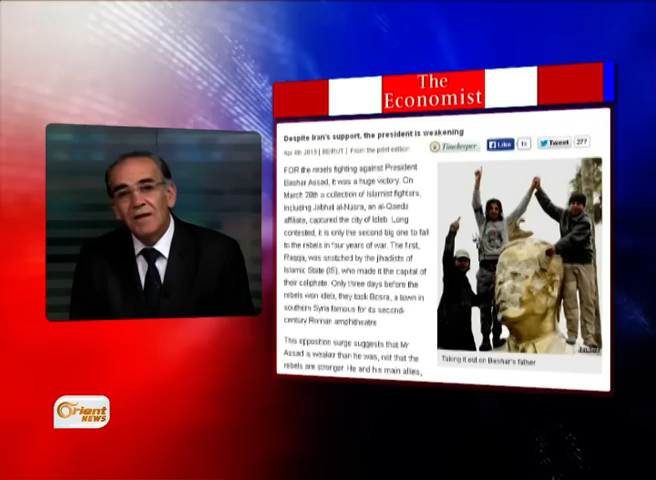 The
Economist
Despite Iran's support, the president is weakening
Apr 4th 2015 | BEIRUT | From the print edition
Timekeeper
Like
Tweet
277
FOR the rebels fighting against President
Bashar Assad, it was a huge victory. On
March 28th a collection of Islamist fighters,
including Jabhat al-Nusra, an al-Qaeda
affiliate, captured the city of Idleb. Long
contested, it is only the second big one to fall
to the rebels in four years of war. The first,
Raqqa, was snatched by the jihadists of
Islamic State (IS), who made it the capital of
their caliphate. Only three days before the
rebels won Idleb, they took Bosra, a town in
southern Syria famous for its second-
century Roman amphitheatre
This opposition surge suggests that Mr
Assad is weaker than he was, not that the
rebels are stronger. He and his main allies,
Taking it out on Bashar's father
Orient
NEWS